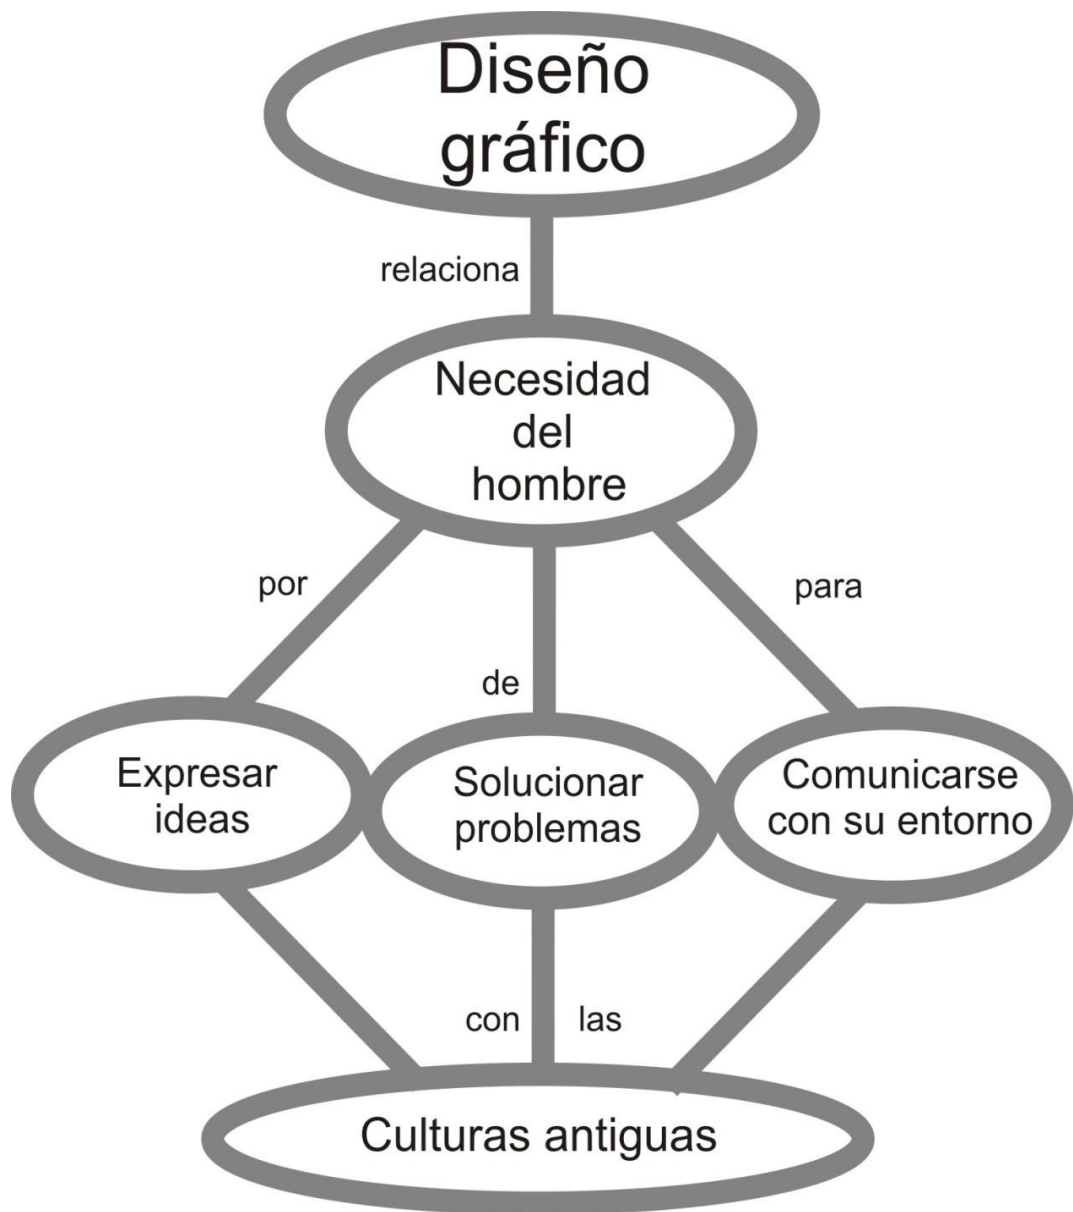 Diseño
gráfico
relaciona
Necesidad
del
hombre
por
para
de
Expresar
ideas
Solucionar
problemas
Comunicarse
con su entorno
con las
Culturas antiguas